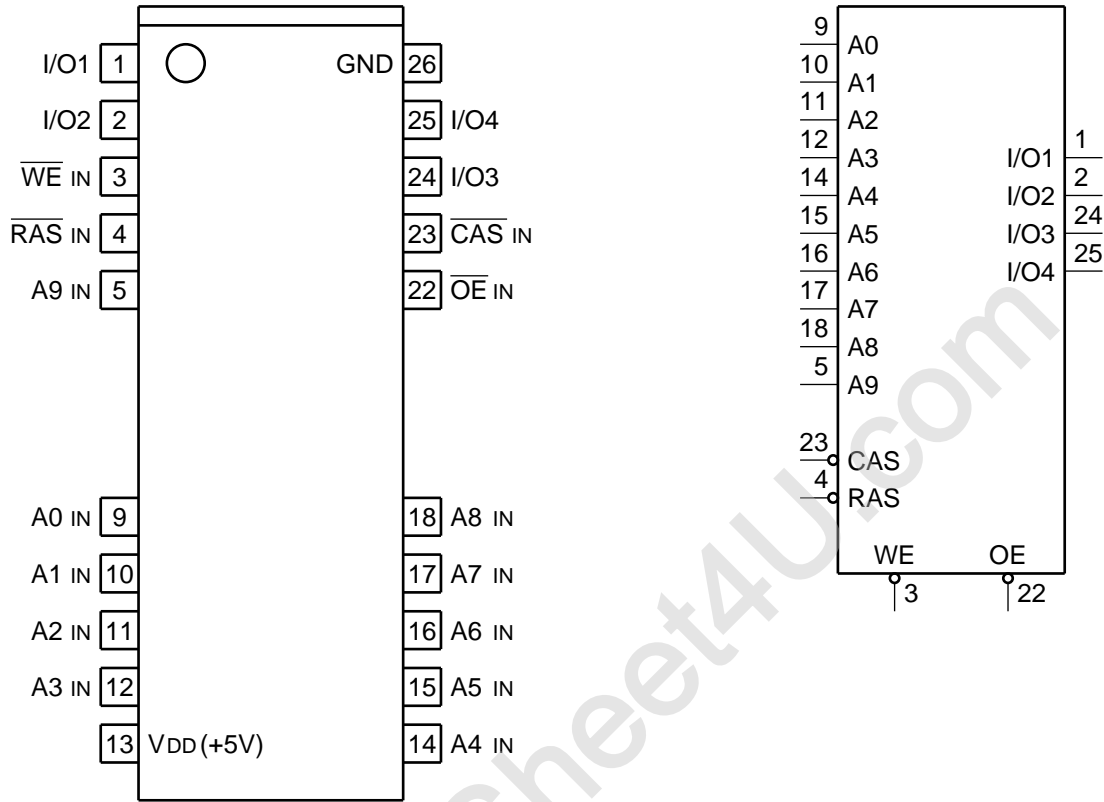 I/O1 1
I/O2 2
WE IN 3
RAS IN 4
A9 IN 5
A0 IN 9
A1 IN 10
A2 IN 11
A3 IN 12
13 VDD (+5V)
GND 26
25 I/O4
24 I/O3
23 CAS IN
22 OE IN
18 A8 IN
17 A7 IN
16 A6 IN
15 A5 IN
14 A4 IN
9 A0
10 A1
11 A2
12 A3
14 A4
15 A5
16 A6
17 A7
18 A8
5 A9
23 CAS
4 RAS
I/O1 1
I/O2 2
I/O3 24
I/O4 25
WE 3
OE 22
heet4U.com